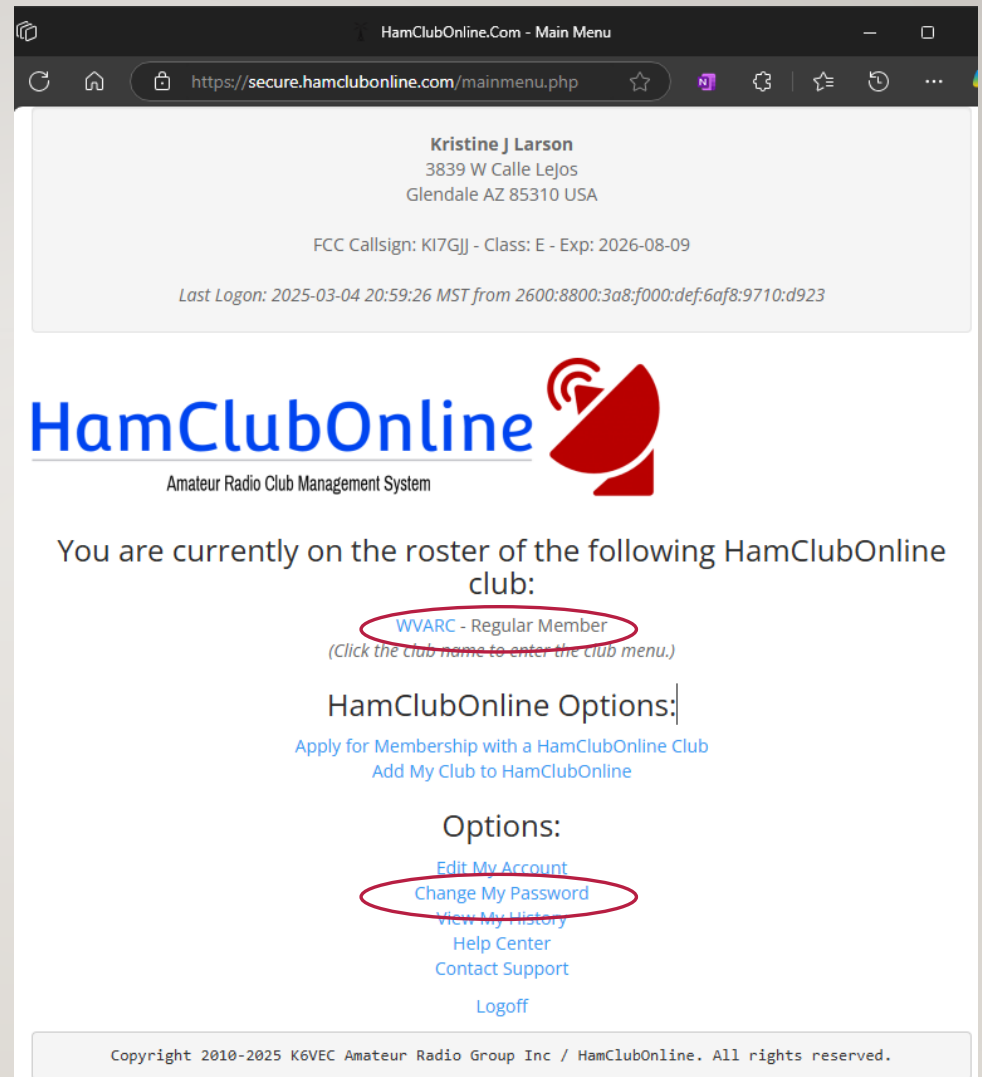 HamClubOnline.Com - Main Menu
https://secure.hamclubonline.com/mainmenu.php
Kristine J Larson
3839 W Calle LeJos
Glendale AZ 85310 USA
FCC Callsign: KI7GJJ - Class: E - Exp: 2026-08-09
Last Logon: 2025-03-04 20:59:26 MST from 2600:8800:3a8:f000:def:6af8:9710:d923
HamClubOnline
Amateur Radio Club Management System
You are currently on the roster of the following HamClubOnline
club:
WVARC - Regular Member
(Click the club name to enter the club menu.)
HamClubOnline Options:
Apply for Membership with a HamClubOnline Club
Add My Club to HamClubOnline
Options:
Edit My Account
Change My Password
View My History
Help Center
Contact Support
Logoff
Copyright 2010-2025 K6VEC Amateur Radio Group Inc / HamClubOnline. All rights reserved.